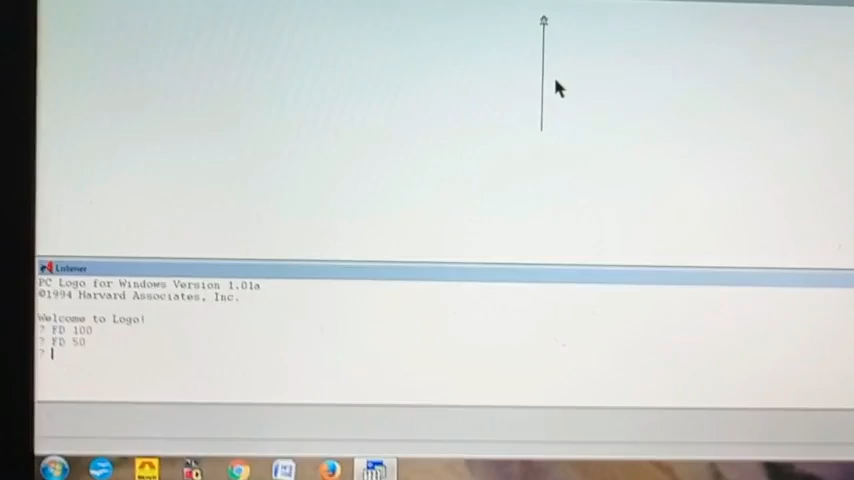 Listener
PC Logo for Windows Version 1.01a
©1994 Harvard Associates, Inc.
Welcome to Logo!
? FD 100
? FD 50
?